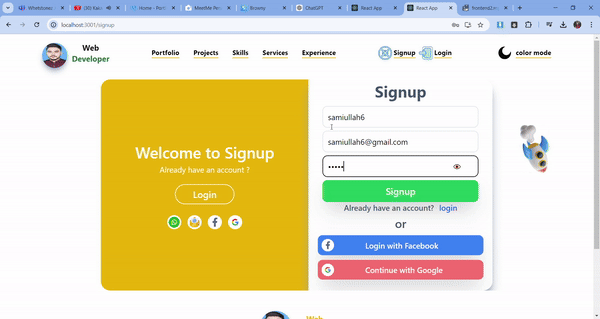 Whatsdown
(30) Kais
Home - Port
MeetMe Per
Browny
ChatGPT
React App
React App
frontend2.n
localhost:3001/signup
Web
Developer
Portfolio
Projects
Skills
Services
Experience
Signup
Login
color mode
Welcome to Signup
Already have an account ?
Login
Signup
samiullah6
samiullah6@gmail.com
•••••
Signup
Already have an account? login
or
Login with Facebook
Continue with Google
Web